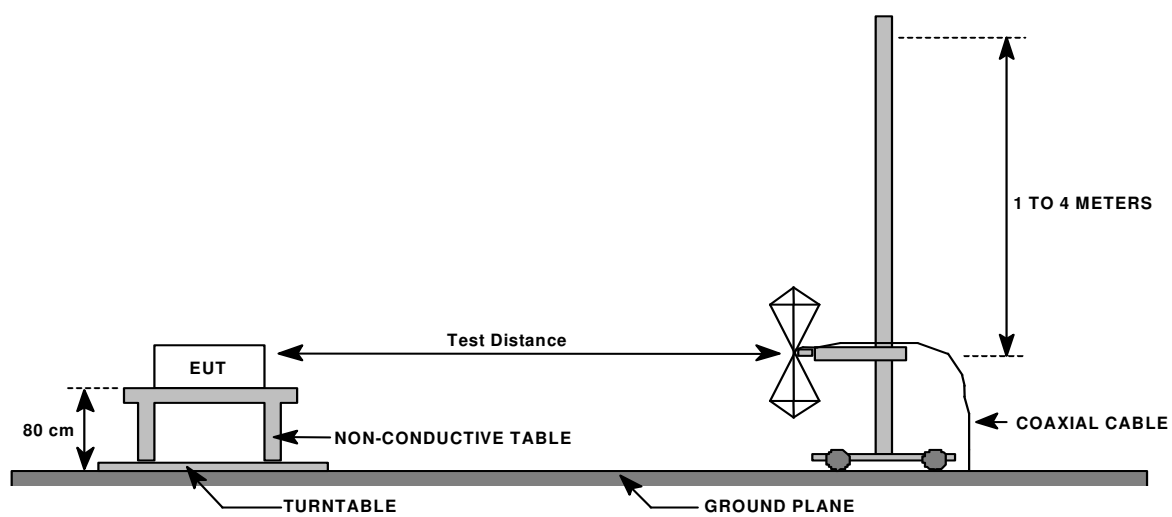 1 TO 4 METERS
Test Distance
EUT
80 cm
NON-CONDUCTIVE TABLE
COAXIAL CABLE
TURNTABLE
GROUND PLANE